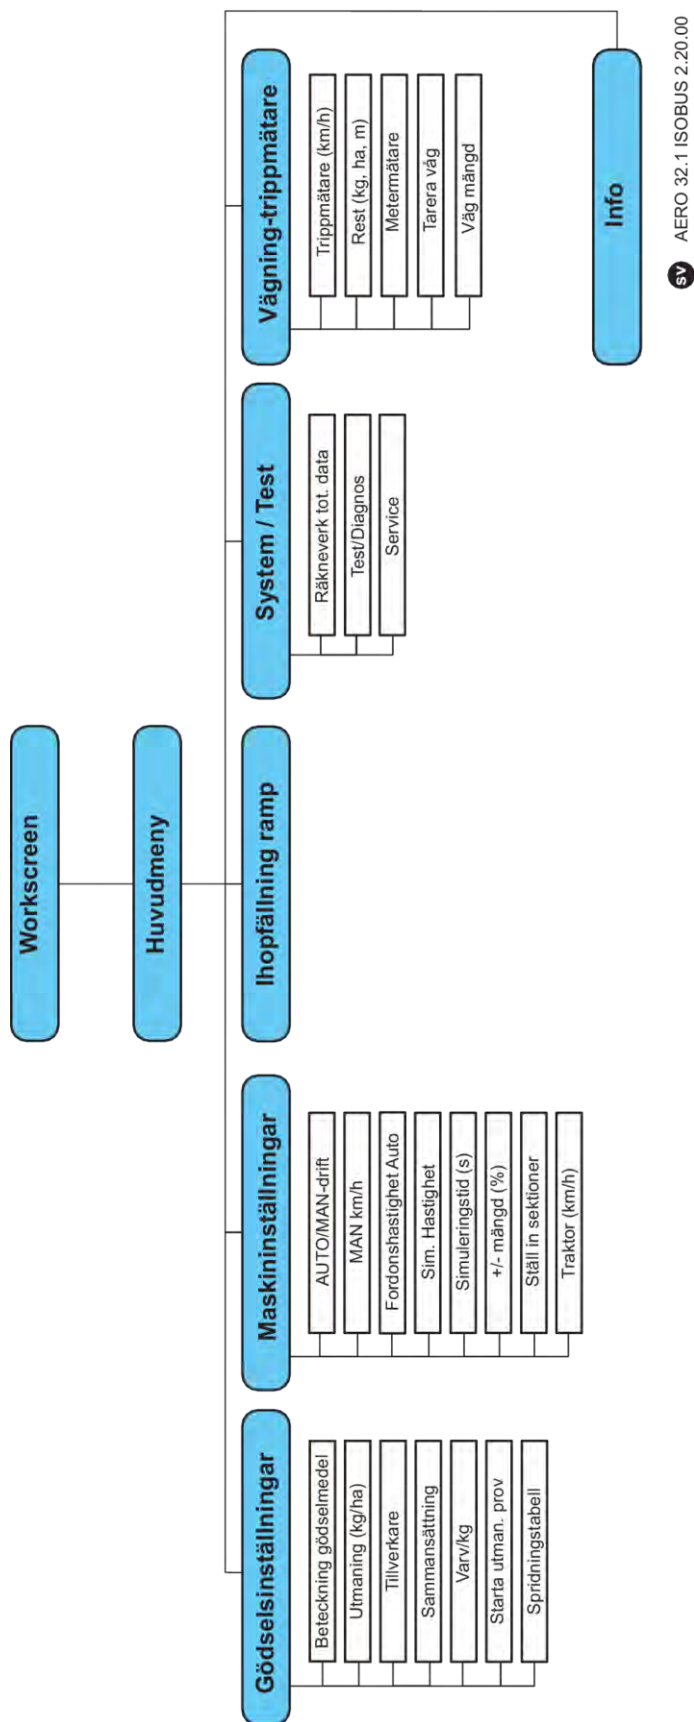 Workscreen
Huvudmeny
Gödselsinställningar
Beteckning gödselmedel
Utmaning (kg/ha)
Tillverkare
Sammansättning
Varv/kg
Starta utman. prov
Spridningstabell
Maskininställningar
AUTO/MAN-drift
MAN km/h
Fordonshastighet Auto
Sim. Hastighet
Simuleringstid (s)
+/- mängd (%)
Ställ in sektioner
Traktor (km/h)
Ihopfällning ramp
System / Test
Räkneverk tot. data
Test/Diagnos
Service
Vägning-trippmätare
Trippmätare (km/h)
Rest (kg, ha, m)
Metermätare
Tarera våg
Väg mängd
Info
sv AERO 32.1 ISOBUS 2.20.00